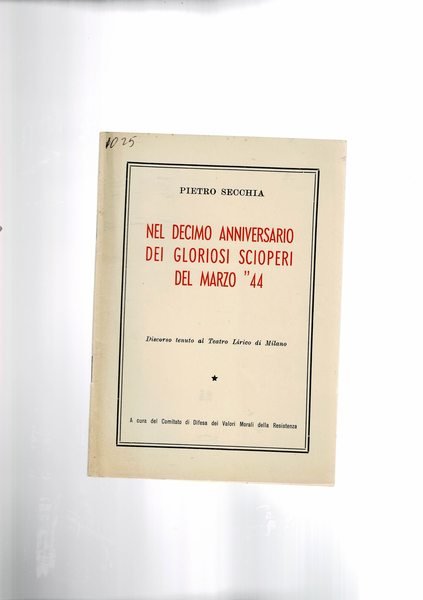 1025
PIETRO SECCHIA
NEL DECIMO ANNIVERSARIO
DEI GLORIOSI SCIOPERI
DEL MARZO "44
Discorso tenuto al Teatro Lirico di Milano
A cura del Comitato di Difesa dei Valori Morali della Resistenza